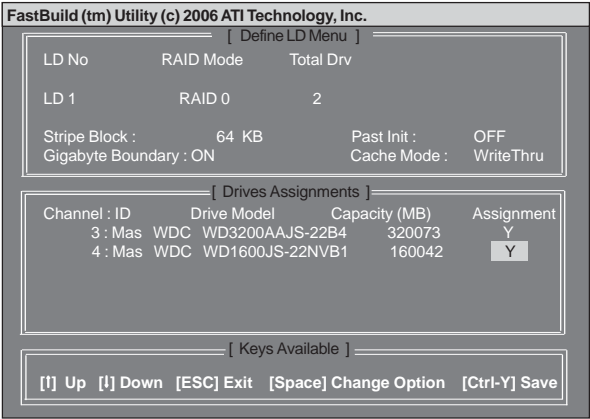 FastBuild (tm) Utility (c) 2006 ATI Technology, Inc.
[ Define LD Menu ]
LD No RAID Mode Total Drv
LD 1 RAID 0 2
Stripe Block : 64 KB Past Init : OFF
Gigabyte Boundary : ON Cache Mode : WriteThru
[ Drives Assignments ]
Channel : ID Drive Model Capacity (MB) Assignment
3 : Mas WDC WD3200AAJS-22B4 320073 Y
4 : Mas WDC WD1600JS-22NVB1 160042 Y
[ Keys Available ]
[↑] Up [↓] Down [ESC] Exit [Space] Change Option [Ctrl-Y] Save